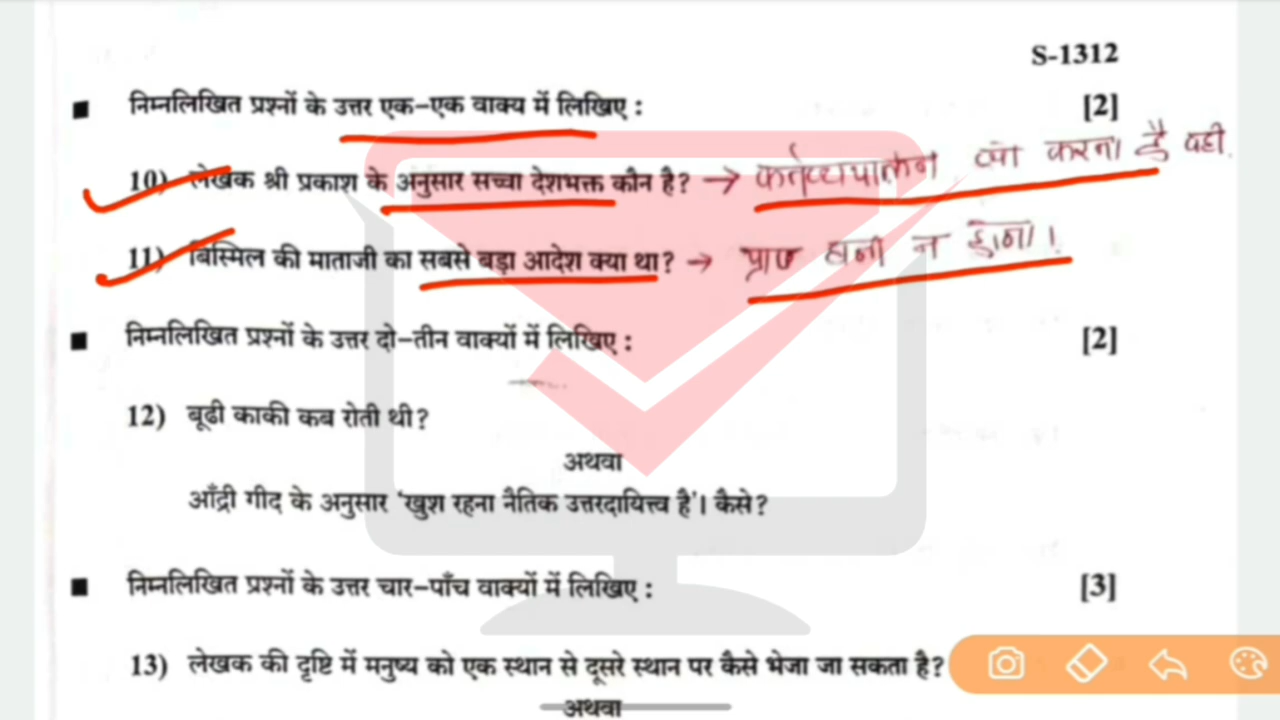 S-1312
निम्नलिखित प्रश्नों के उत्तर एक-एक वाक्य में लिखिए : [2]
10) लेखक श्री प्रकाश के अनुसार सच्चा देशभक्त कौन है? → कर्तव्यपालन करना है वही.
11) बिस्मिल की माताजी का सबसे बड़ा आदेश क्या था? → प्राण हानी न होना।
निम्नलिखित प्रश्नों के उत्तर दो-तीन वाक्यों में लिखिए : [2]
12) बूढी काकी कब रोती थी?
अथवा
आँद्री गीद के अनुसार 'खुश रहना नैतिक उत्तरदायित्त्व है'। कैसे?
निम्नलिखित प्रश्नों के उत्तर चार-पाँच वाक्यों में लिखिए : [3]
13) लेखक की दृष्टि में मनुष्य को एक स्थान से दूसरे स्थान पर कैसे भेजा जा सकता है?
अथवा